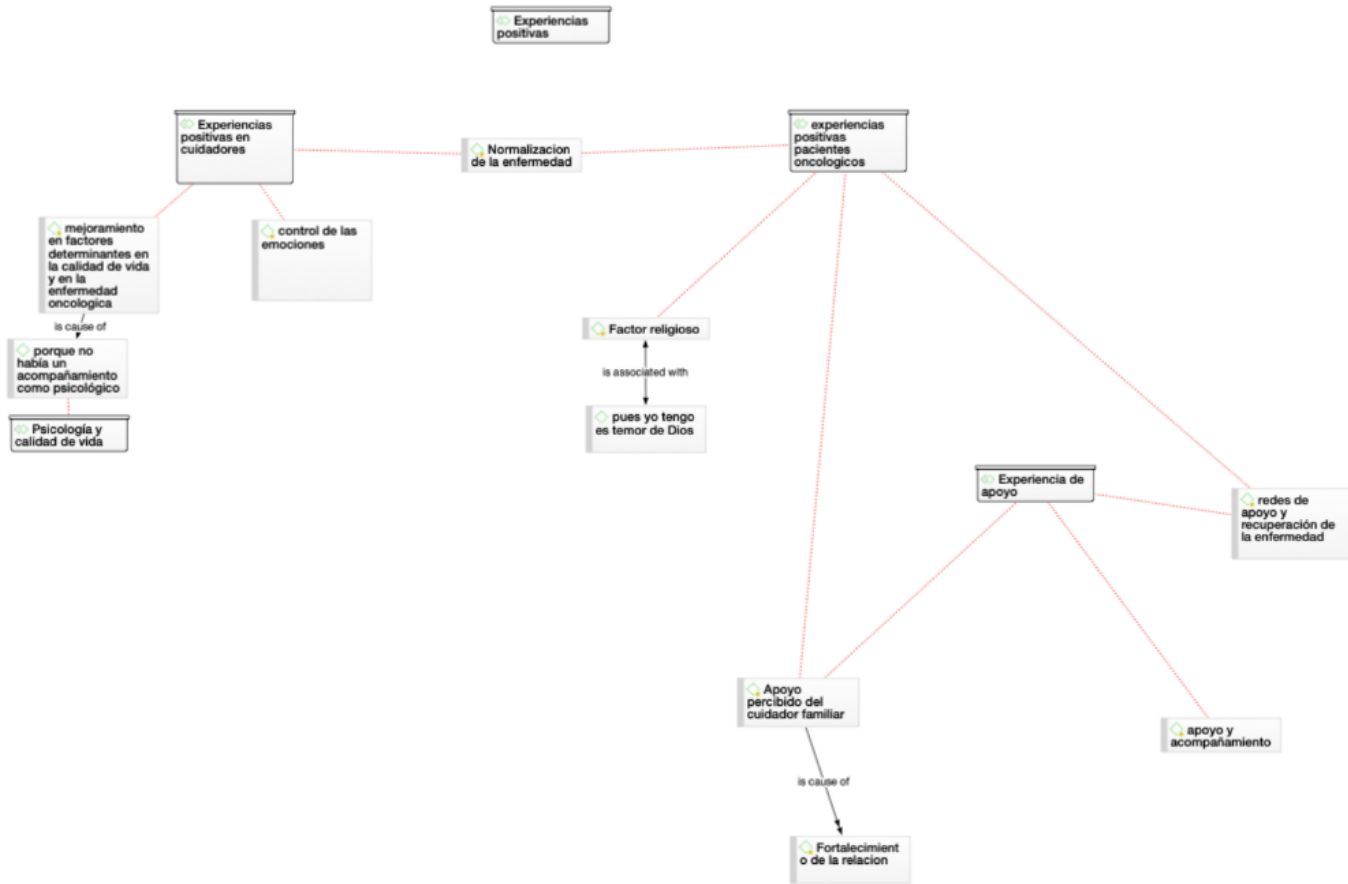 Experiencias
positivas
Experiencias
positivas en
cuidadores
Normalizacion
de la enfermedad
experiencias
positivas
pacientes
oncologicos
mejoramiento
en factores
determinantes en
la calidad de vida
y en la
enfermedad
oncologica
control de las
emociones
is cause of
porque no
había un
acompañamiento
como psicológico
Psicología y
calidad de vida
Factor religioso
is associated with
pues yo tengo
es temor de Dios
Experiencia de
apoyo
redes de
apoyo y
recuperación de
la enfermedad
Apoyo
percibido del
cuidador familiar
apoyo y
acompañamiento
is cause of
Fortalecimient
o de la relacion